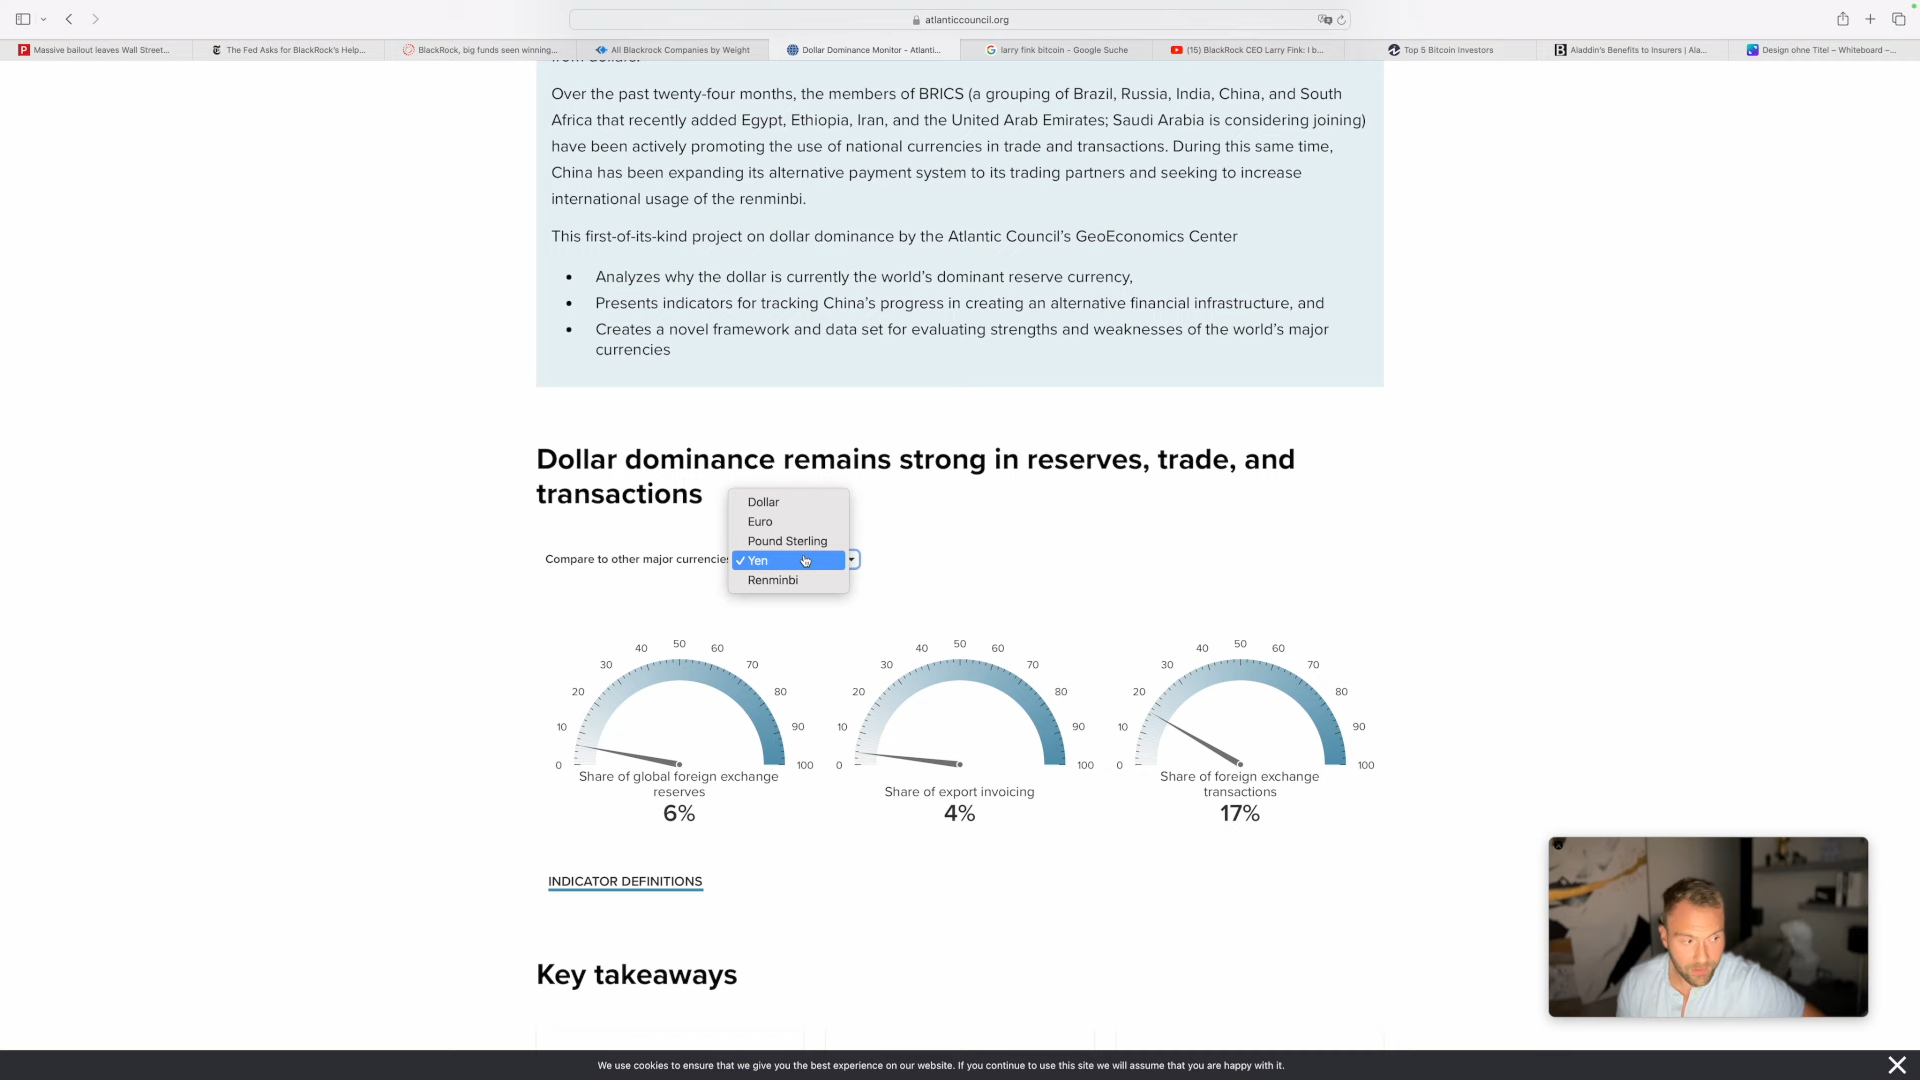 atlanticcouncil.org
Massive bailout leaves Wall Street...
The Fed Asks for BlackRock's Help...
BlackRock, big funds seen winning...
All Blackrock Companies by Weight
Dollar Dominance Monitor - Atlanti...
larry fink bitcoin - Google Suche
(15) BlackRock CEO Larry Fink: I b...
Top 5 Bitcoin Investors
Aladdin's Benefits to Insurers | Ala...
Design ohne Titel – Whiteboard –...
from dollars.
Over the past twenty-four months, the members of BRICS (a grouping of Brazil, Russia, India, China, and South
Africa that recently added Egypt, Ethiopia, Iran, and the United Arab Emirates; Saudi Arabia is considering joining)
have been actively promoting the use of national currencies in trade and transactions. During this same time,
China has been expanding its alternative payment system to its trading partners and seeking to increase
international usage of the renminbi.
This first-of-its-kind project on dollar dominance by the Atlantic Council's GeoEconomics Center
• Analyzes why the dollar is currently the world's dominant reserve currency,
• Presents indicators for tracking China's progress in creating an alternative financial infrastructure, and
• Creates a novel framework and data set for evaluating strengths and weaknesses of the world's major
currencies
Dollar dominance remains strong in reserves, trade, and
transactions
Dollar
Euro
Pound Sterling
Compare to other major currencies
✓ Yen
Renminbi
0 10 20 30 40 50 60 70 80 90 100
Share of global foreign exchange
reserves
6%
0 10 20 30 40 50 60 70 80 90 100
Share of export invoicing
4%
0 10 20 30 40 50 60 70 80 90 100
Share of foreign exchange
transactions
17%
INDICATOR DEFINITIONS
Key takeaways
We use cookies to ensure that we give you the best experience on our website. If you continue to use this site we will assume that you are happy with it.